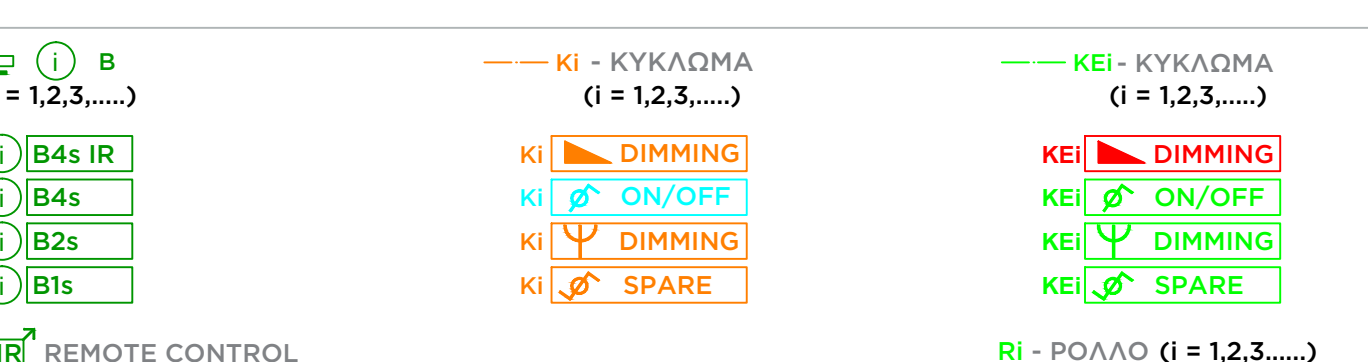 i B
= 1,2,3,.....)
i B4s IR
i B4s
i B2s
i B1s
IR REMOTE CONTROL
Ki - ΚΥΚΛΩΜΑ
(i = 1,2,3,.....)
Ki DIMMING
Ki ON/OFF
Ki DIMMING
Ki SPARE
KEi - ΚΥΚΛΩΜΑ
(i = 1,2,3,.....)
KEi DIMMING
KEi ON/OFF
KEi DIMMING
KEi SPARE
Ri - ΡΟΛΛΟ (i = 1,2,3......)